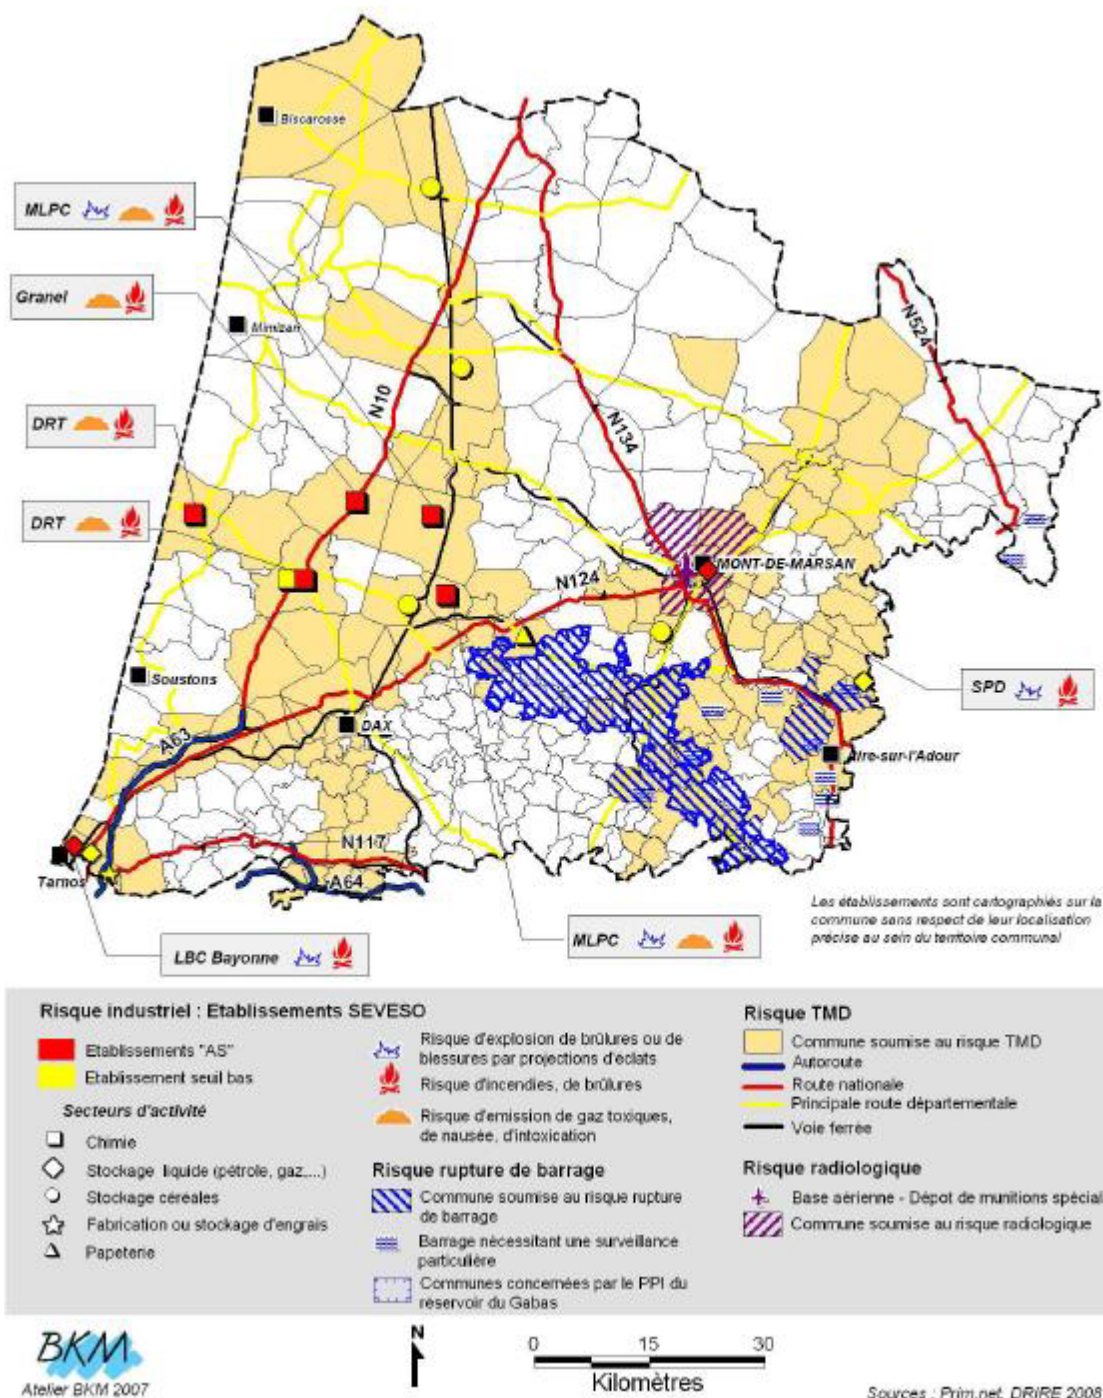 Biscarosse
MLPC
Granel
Mimizan
N524
N10
N134
DRT
DRT
MONT-DE-MARSAN
N124
Soustons
SPD
DAX
A63
Aire-sur-l'Adour
N117
Tarnos
A64
Les établissements sont cartographiés sur la
commune sans respect de leur localisation
précise au sein du territoire communal
MLPC
LBC Bayonne
Risque industriel : Etablissements SEVESO
Etablissements "AS"
Etablissement seuil bas
Secteurs d'activité
Chimie
Stockage liquide (pétrole, gaz,...)
Stockage céréales
Fabrication ou stockage d'engrais
Papeterie
Risque d'explosion de brûlures ou de
blessures par projections d'éclats
Risque d'incendies, de brûlures
Risque d'emission de gaz toxiques,
de nausée, d'intoxication
Risque rupture de barrage
Commune soumise au risque rupture
de barrage
Barrage nécessitant une surveillance
particulière
Communes concernées par le PPI du
réservoir du Gabas
Risque TMD
Commune soumise au risque TMD
Autoroute
Route nationale
Principale route départementale
Voie ferrée
Risque radiologique
Base aérienne - Dépot de munitions spécial
Commune soumise au risque radiologique
BKM
Atelier BKM 2007
N
0 15 30
Kilomètres
Sources : Prim.net, DRIRE 2008